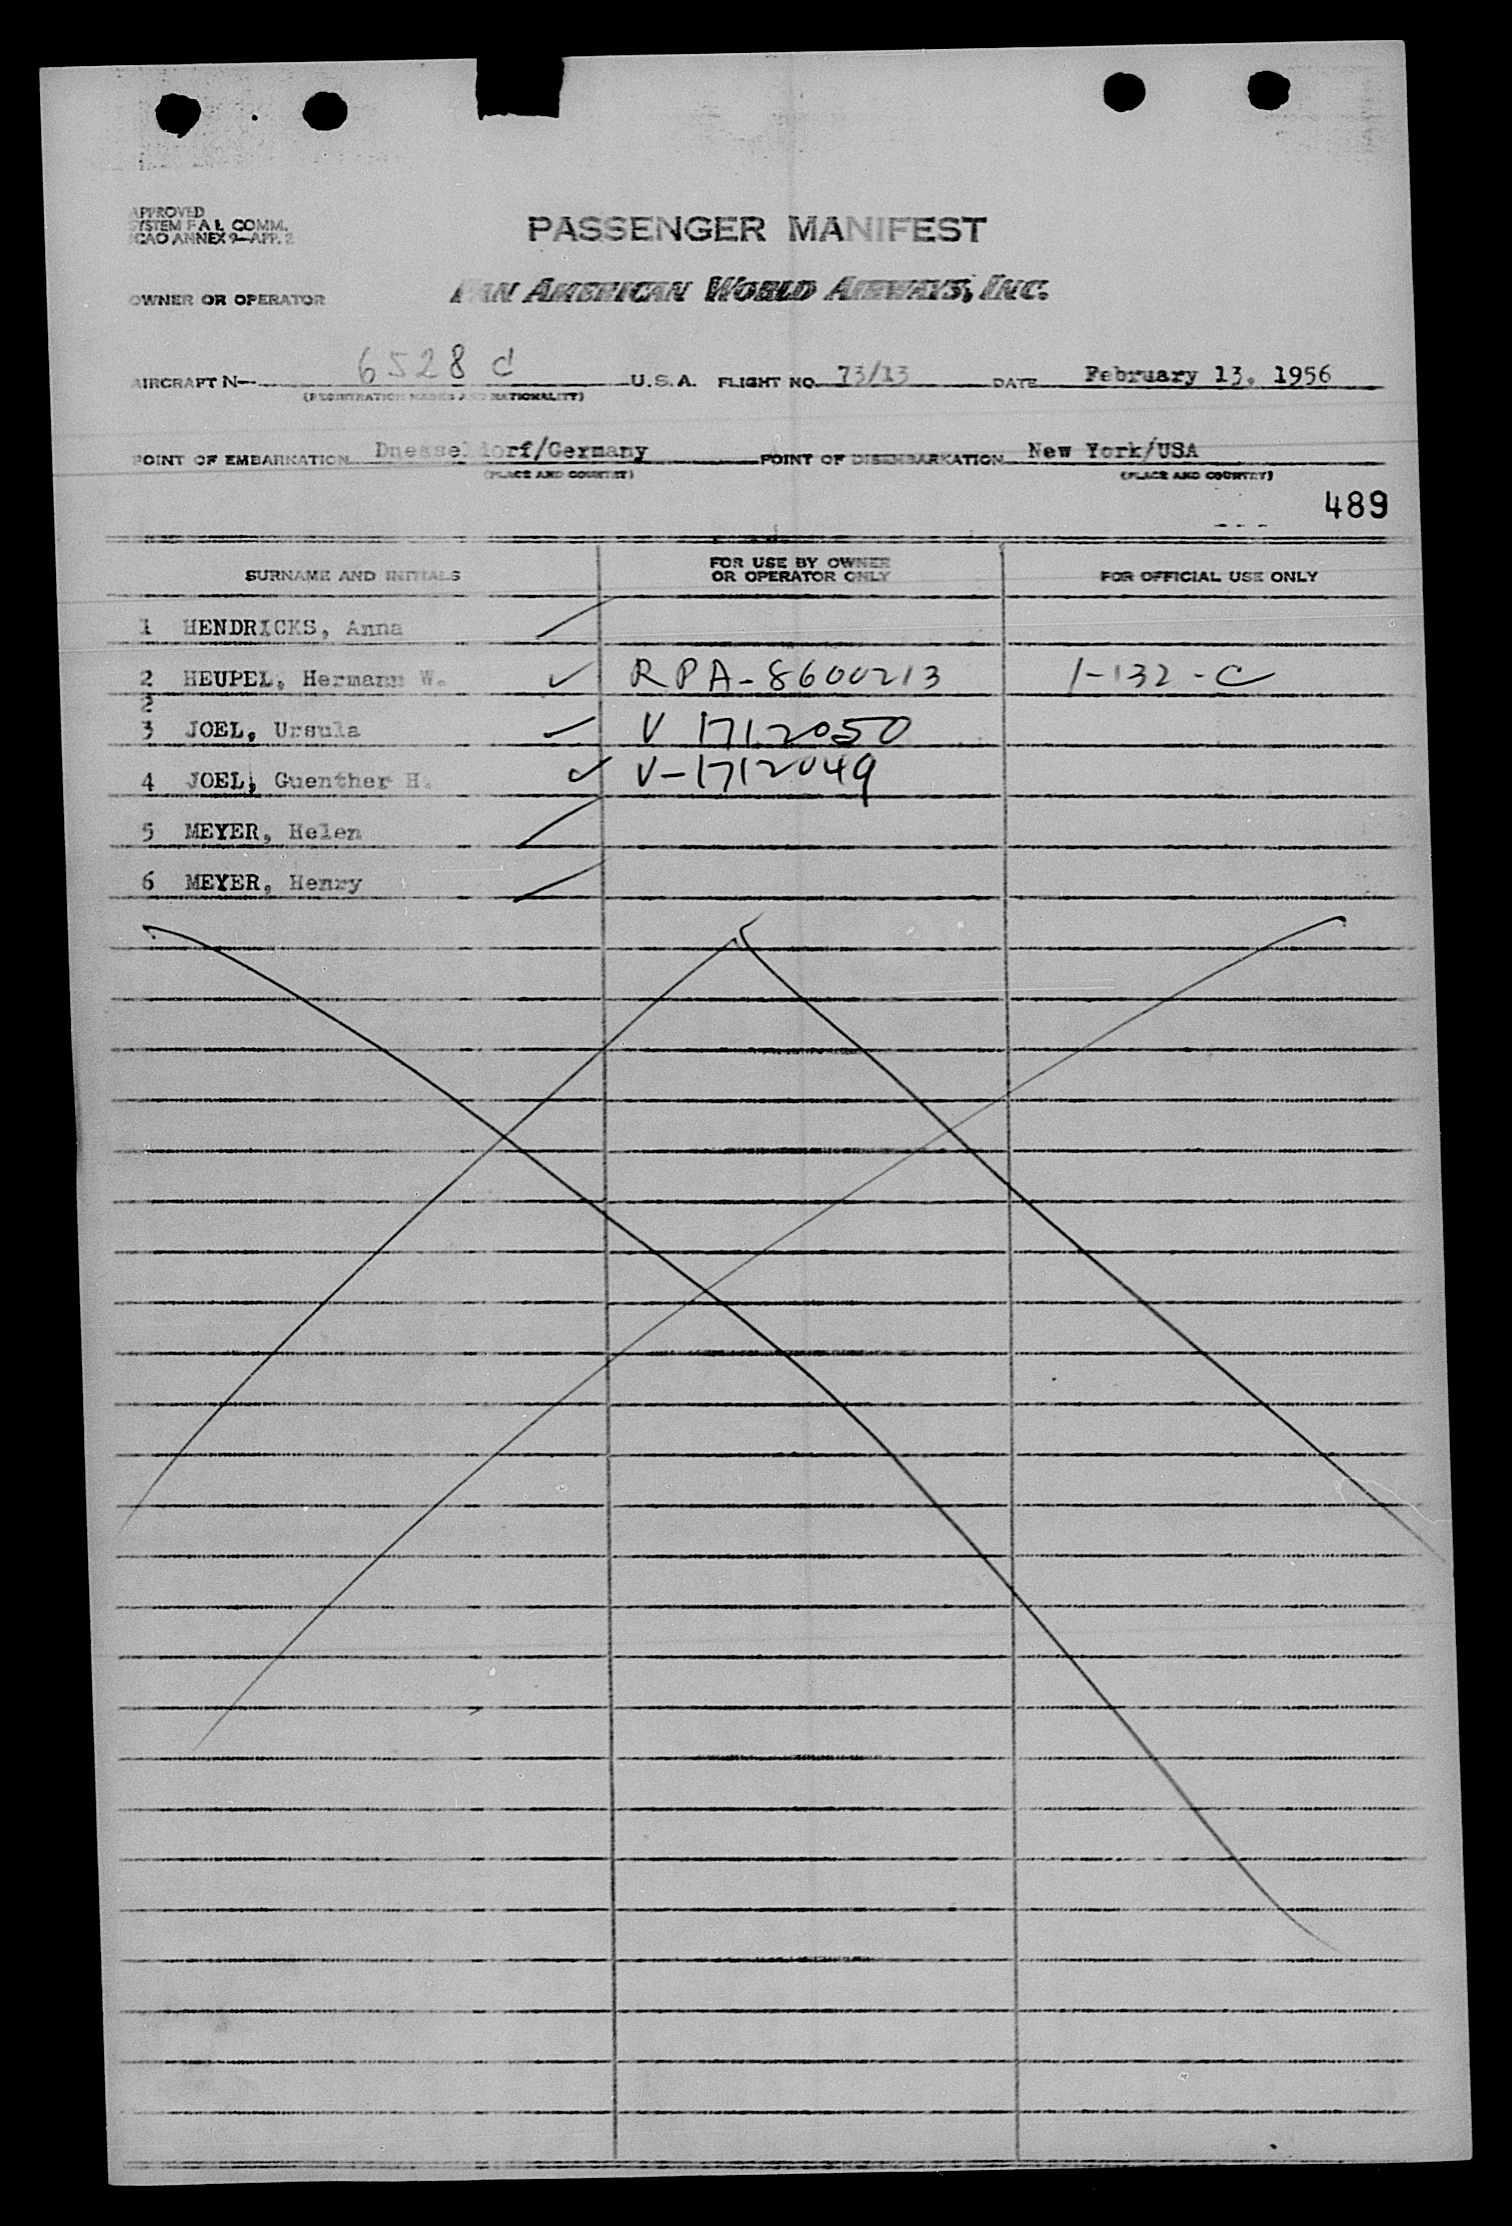 APPROVED
SYSTEM F A L COMM.
ICAO ANNEX 9—APP. 2
PASSENGER MANIFEST
OWNER OR OPERATOR PAN AMERICAN WORLD AIRWAYS, INC.
AIRCRAFT N— 6528 C U.S.A. FLIGHT NO. 73/13 DATE February 13, 1956
(REGISTRATION MARKS AND NATIONALITY)
POINT OF EMBARKATION Duesseldorf/Germany POINT OF DISEMBARKATION New York/USA
(PLACE AND COUNTRY) (PLACE AND COUNTRY)
489
SURNAME AND INITIALS FOR USE BY OWNER OR OPERATOR ONLY FOR OFFICIAL USE ONLY
1 HENDRICKS, Anna
2 HEUPEL, Hermann W. RPA-8600213 1-132-C
2
3 JOEL, Ursula V 1712050
4 JOEL, Guenther H. V-1712049
5 MEYER, Helen
6 MEYER, Henry